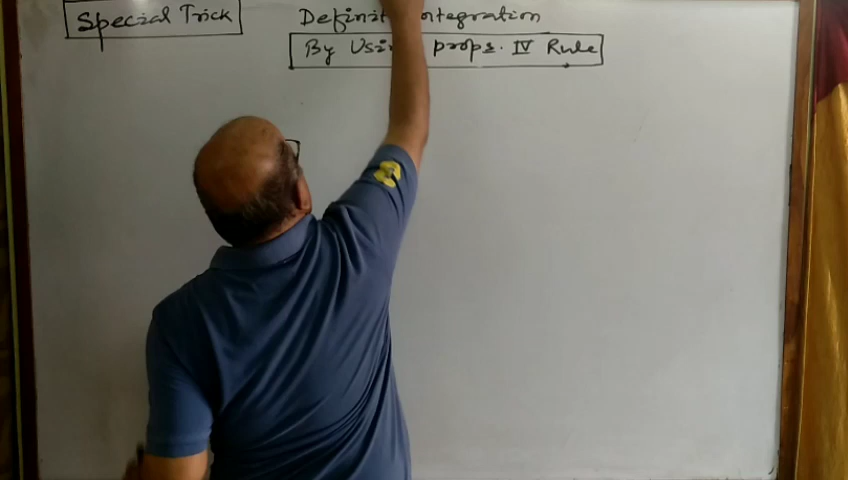 Special Trick
Definit ntegration
By Usi props. IV Rule